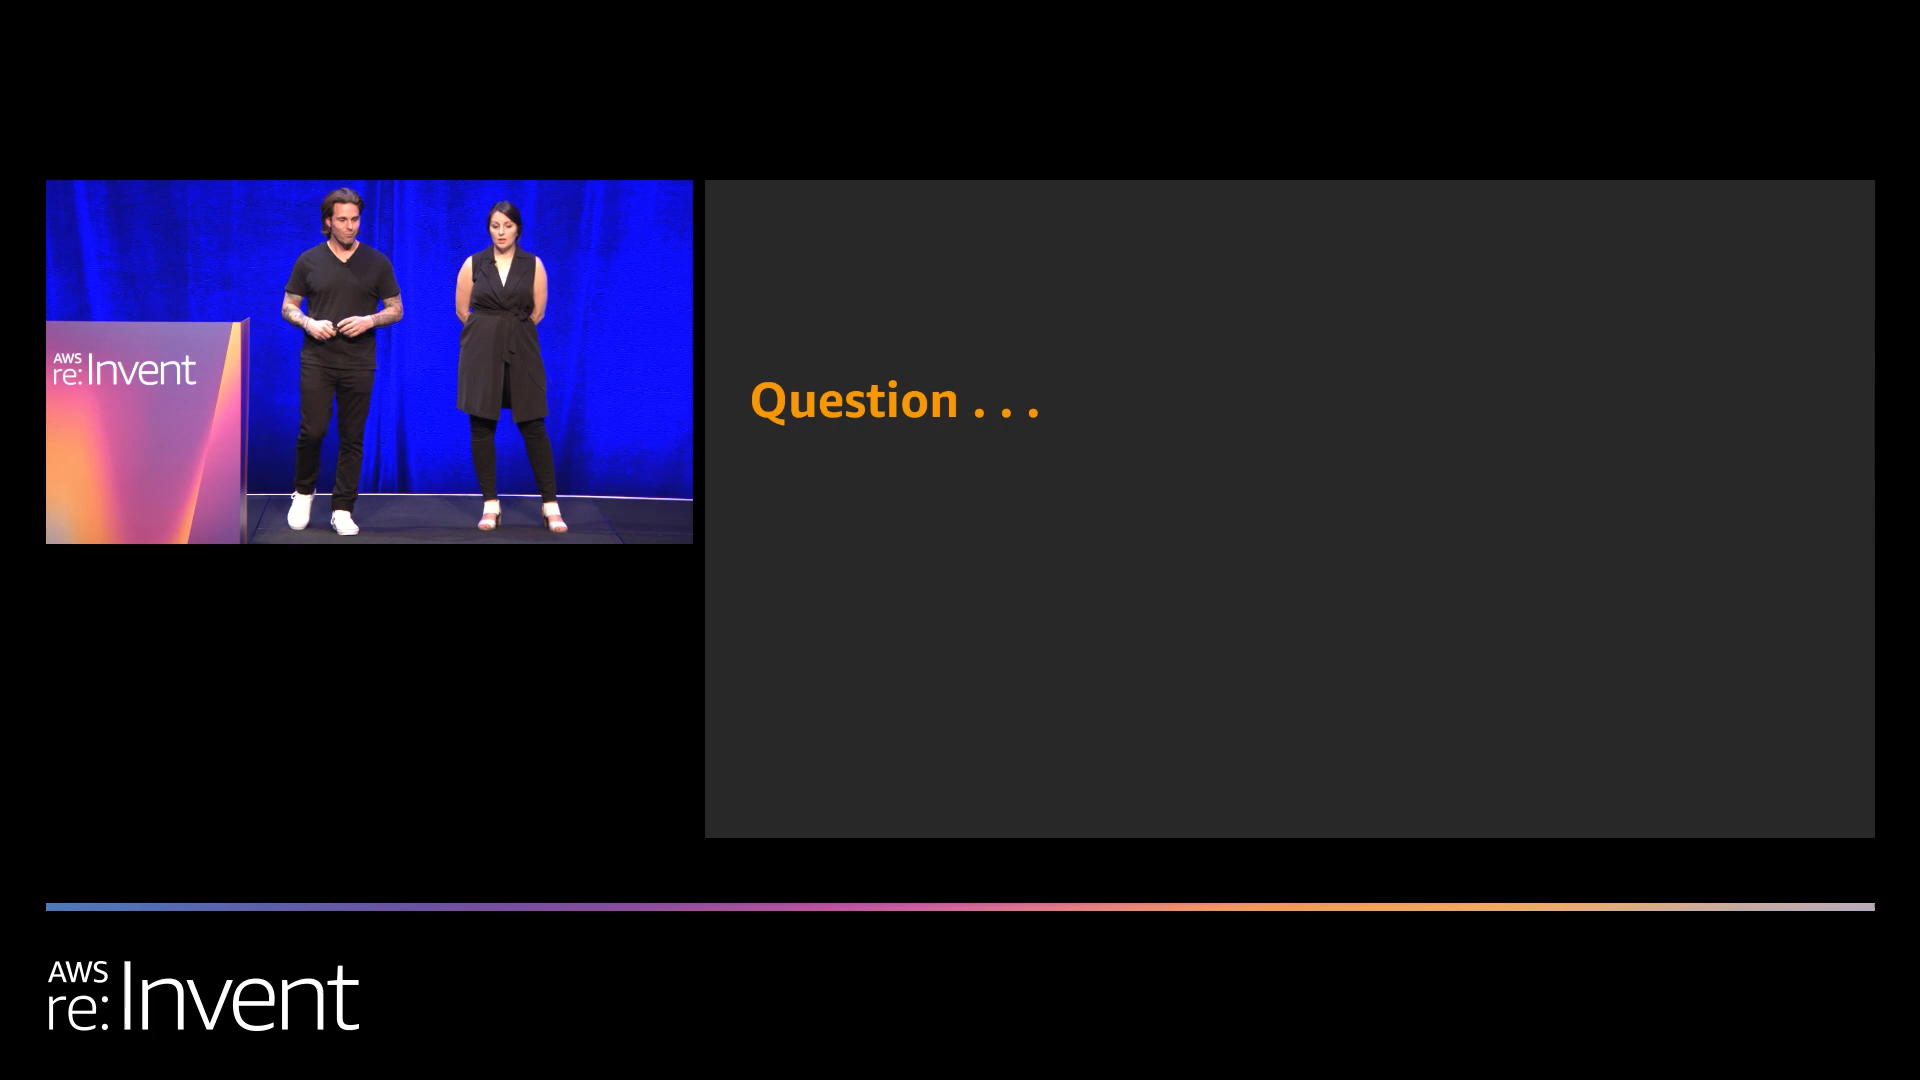 AWS
re:Invent
Question . . .
AWS
re:Invent